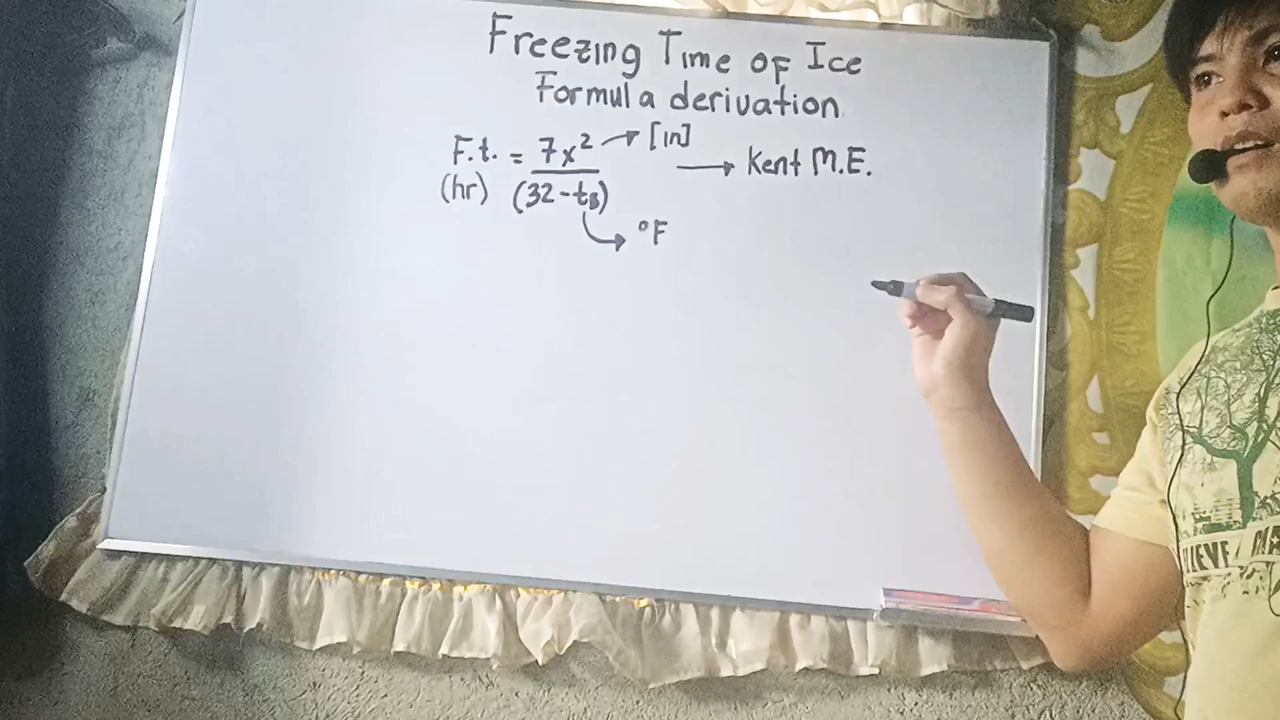 Freezing Time of Ice
Formula derivation
F.t. = 7x² / (32-tB) → [in] → Kent M.E.
(hr)
°F